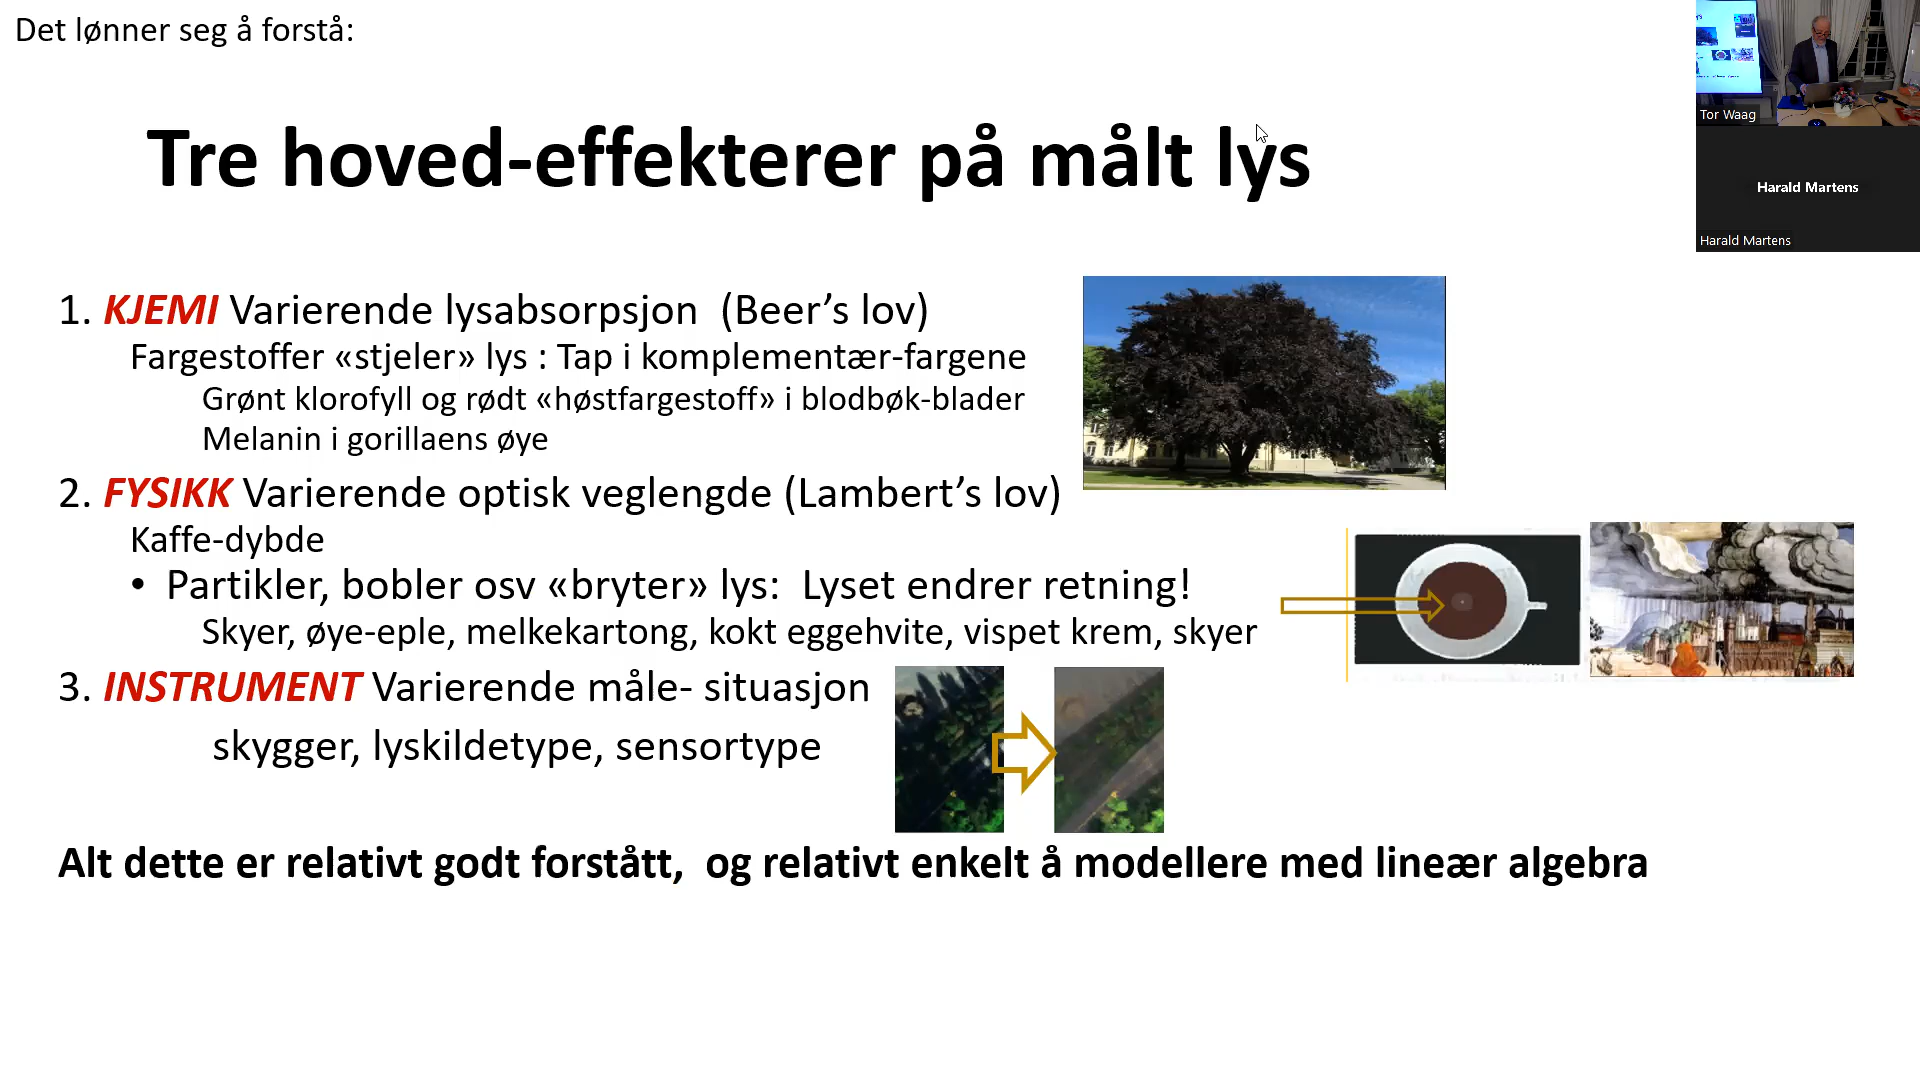 Det lønner seg å forstå:
Tre hoved-effekterer på målt lys
1. KJEMI Varierende lysabsorpsjon (Beer’s lov)
Fargestoffer «stjeler» lys : Tap i komplementær-fargene
Grønt klorofyll og rødt «høstfargestoff» i blodbøk-blader
Melanin i gorillaens øye
2. FYSIKK Varierende optisk veglengde (Lambert’s lov)
Kaffe-dybde
• Partikler, bobler osv «bryter» lys: Lyset endrer retning!
Skyer, øye-eple, melkekartong, kokt eggehvite, vispet krem, skyer
3. INSTRUMENT Varierende måle- situasjon
skygger, lyskildetype, sensortype
Alt dette er relativt godt forstått, og relativt enkelt å modellere med lineær algebra
Tor Waag
Harald Martens
Harald Martens